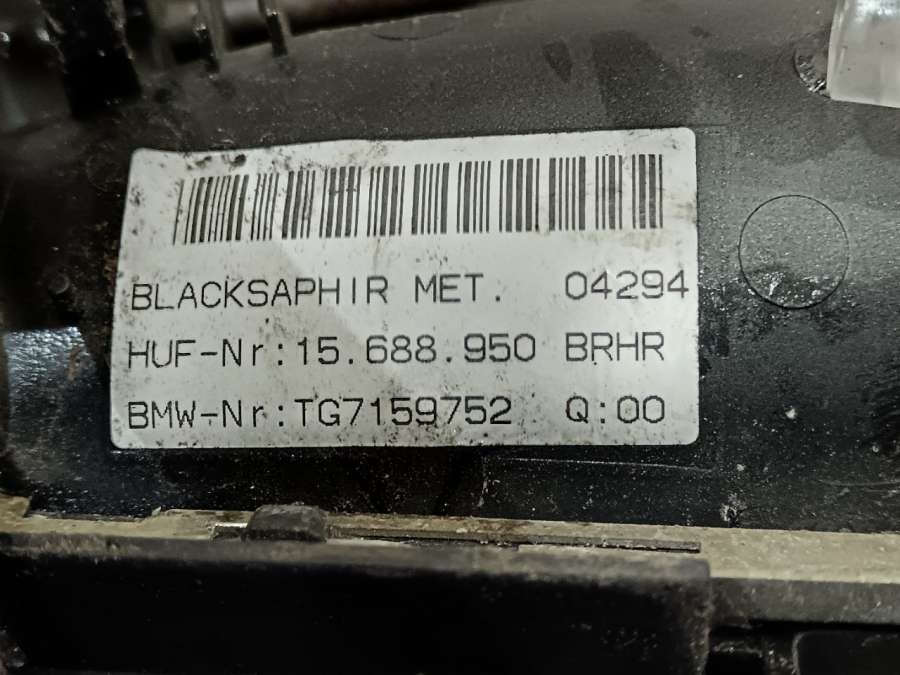 BLACKSAPHIR MET. 04294
HUF-Nr:15.688.950 BRHR
BMW-Nr:TG7159752 Q:00